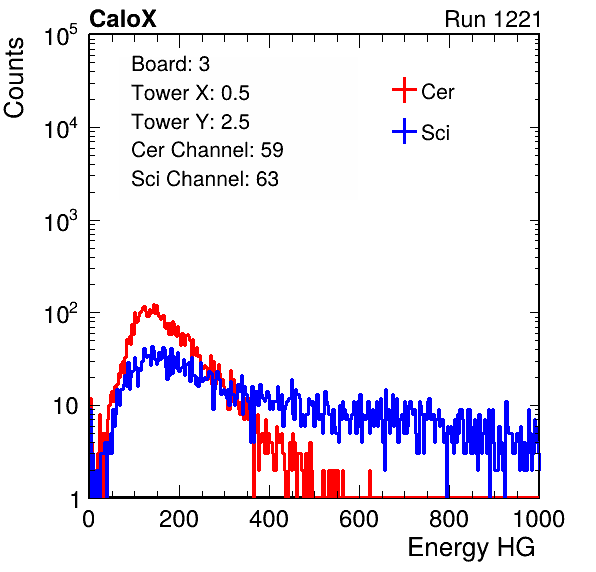 CaloX Run 1221
Counts
10^5
10^4
10^3
10^2
10
1
Board: 3
Tower X: 0.5
Tower Y: 2.5
Cer Channel: 59
Sci Channel: 63
Cer
Sci
0 200 400 600 800 1000
Energy HG